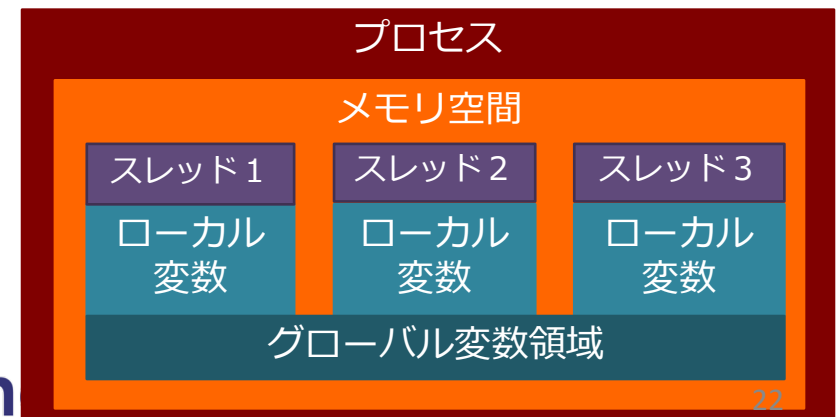 プロセス
メモリ空間
スレッド1
スレッド2
スレッド3
ローカル
変数
ローカル
変数
ローカル
変数
グローバル変数領域
22